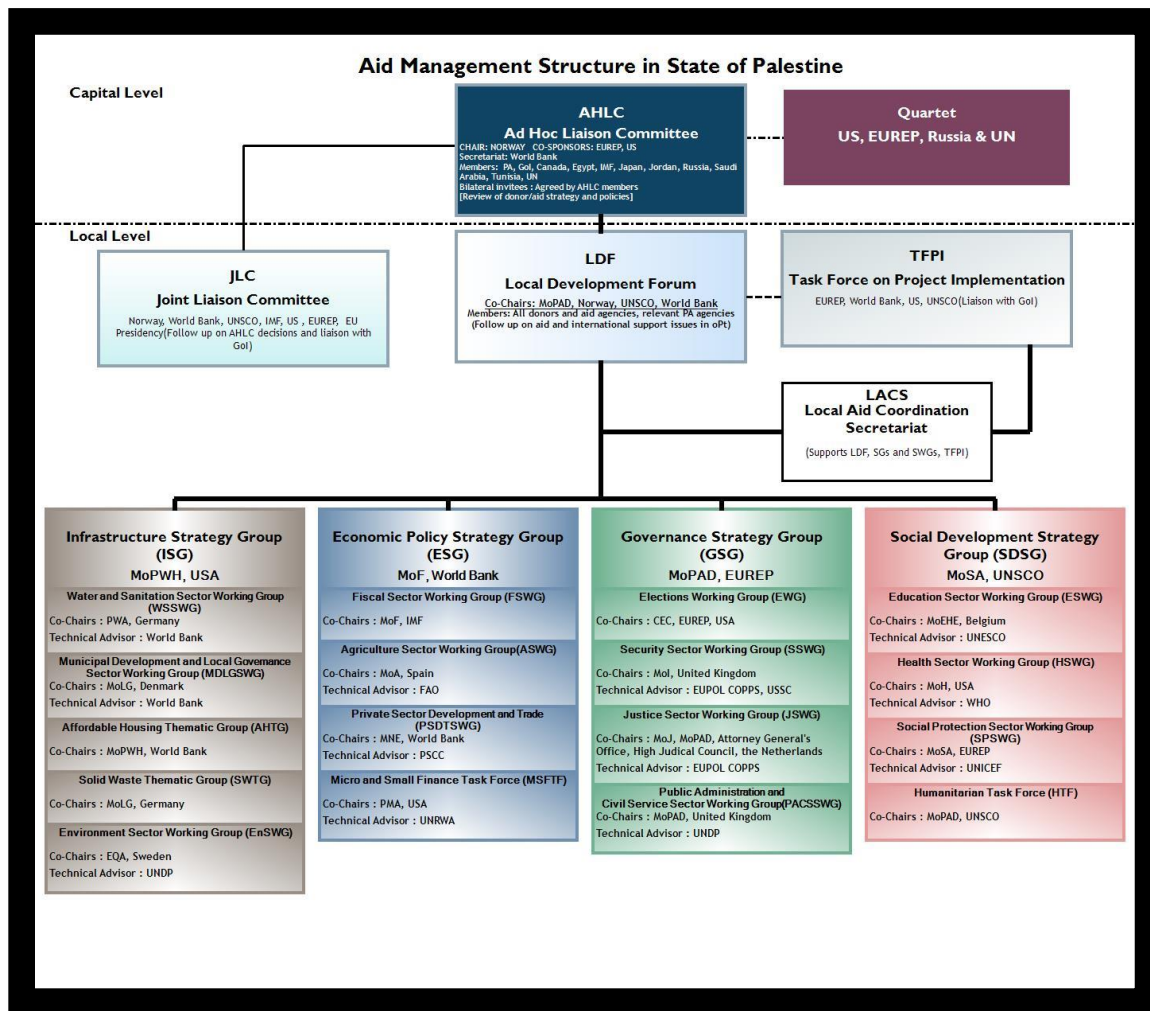 Aid Management Structure in State of Palestine
Capital Level
AHLC
Ad Hoc Liaison Committee
CHAIR: NORWAY CO-SPONSORS: EUREP, US
Secretariat: World Bank
Members: PA, GoI, Canada, Egypt, IMF, Japan, Jordan, Russia, Saudi
Arabia, Tunisia, UN
Bilateral invitees : Agreed by AHLC members
[Review of donor/aid strategy and policies]
Quartet
US, EUREP, Russia & UN
Local Level
JLC
Joint Liaison Committee
Norway, World Bank, UNSCO, IMF, US , EUREP, EU
Presidency(Follow up on AHLC decisions and liaison with
GoI)
LDF
Local Development Forum
Co-Chairs: MoPAD, Norway, UNSCO, World Bank
Members: All donors and aid agencies, relevant PA agencies
(Follow up on aid and international support issues in oPt)
TFPI
Task Force on Project Implementation
EUREP, World Bank, US, UNSCO(Liaison with GoI)
LACS
Local Aid Coordination
Secretariat
(Supports LDF, SGs and SWGs, TFPI)
Infrastructure Strategy Group
(ISG)
MoPWH, USA
Water and Sanitation Sector Working Group
(WSSWG)
Co-Chairs : PWA, Germany
Technical Advisor : World Bank
Municipal Development and Local Governance
Sector Working Group (MDLGSWG)
Co-Chairs : MoLG, Denmark
Technical Advisor : World Bank
Affordable Housing Thematic Group (AHTG)
Co-Chairs : MoPWH, World Bank
Solid Waste Thematic Group (SWTG)
Co-Chairs : MoLG, Germany
Environment Sector Working Group (EnSWG)
Co-Chairs : EQA, Sweden
Technical Advisor : UNDP
Economic Policy Strategy Group
(ESG)
MoF, World Bank
Fiscal Sector Working Group (FSWG)
Co-Chairs : MoF, IMF
Agriculture Sector Working Group(ASWG)
Co-Chairs : MoA, Spain
Technical Advisor : FAO
Private Sector Development and Trade
(PSDTSWG)
Co-Chairs : MNE, World Bank
Technical Advisor : PSCC
Micro and Small Finance Task Force (MSFTF)
Co-Chairs : PMA, USA
Technical Advisor : UNRWA
Governance Strategy Group
(GSG)
MoPAD, EUREP
Elections Working Group (EWG)
Co-Chairs : CEC, EUREP, USA
Security Sector Working Group (SSWG)
Co-Chairs : MoI, United Kingdom
Technical Advisor : EUPOL COPPS, USSC
Justice Sector Working Group (JSWG)
Co-Chairs : MoJ, MoPAD, Attorney General's
Office, High Judical Council, the Netherlands
Technical Advisor : EUPOL COPPS
Public Administration and
Civil Service Sector Working Group(PACSSWG)
Co-Chairs : MoPAD, United Kingdom
Technical Advisor : UNDP
Social Development Strategy
Group (SDSG)
MoSA, UNSCO
Education Sector Working Group (ESWG)
Co-Chairs : MoEHE, Belgium
Technical Advisor : UNESCO
Health Sector Working Group (HSWG)
Co-Chairs : MoH, USA
Technical Advisor : WHO
Social Protection Sector Working Group
(SPSWG)
Co-Chairs : MoSA, EUREP
Technical Advisor : UNICEF
Humanitarian Task Force (HTF)
Co-Chairs : MoPAD, UNSCO